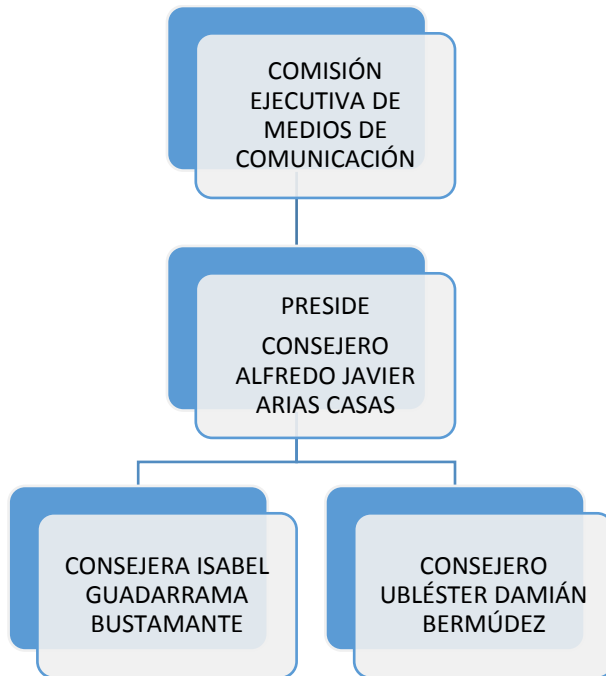 COMISIÓN
EJECUTIVA DE
MEDIOS DE
COMUNICACIÓN
PRESIDE
CONSEJERO
ALFREDO JAVIER
ARIAS CASAS
CONSEJERA ISABEL
GUADARRAMA
BUSTAMANTE
CONSEJERO
UBLÉSTER DAMIÁN
BERMÚDEZ